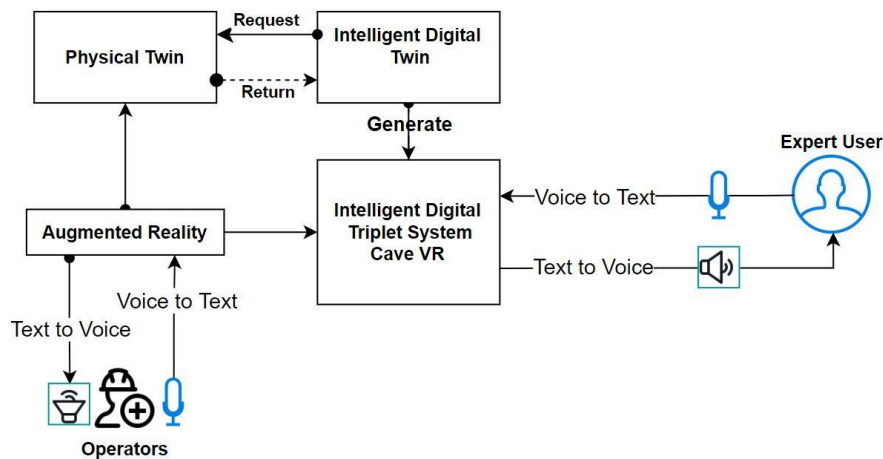 Request
Physical Twin
Intelligent Digital
Twin
Return
Generate
Expert User
Voice to Text
Intelligent Digital
Triplet System
Cave VR
Augmented Reality
Text to Voice
Voice to Text
Text to Voice
Operators